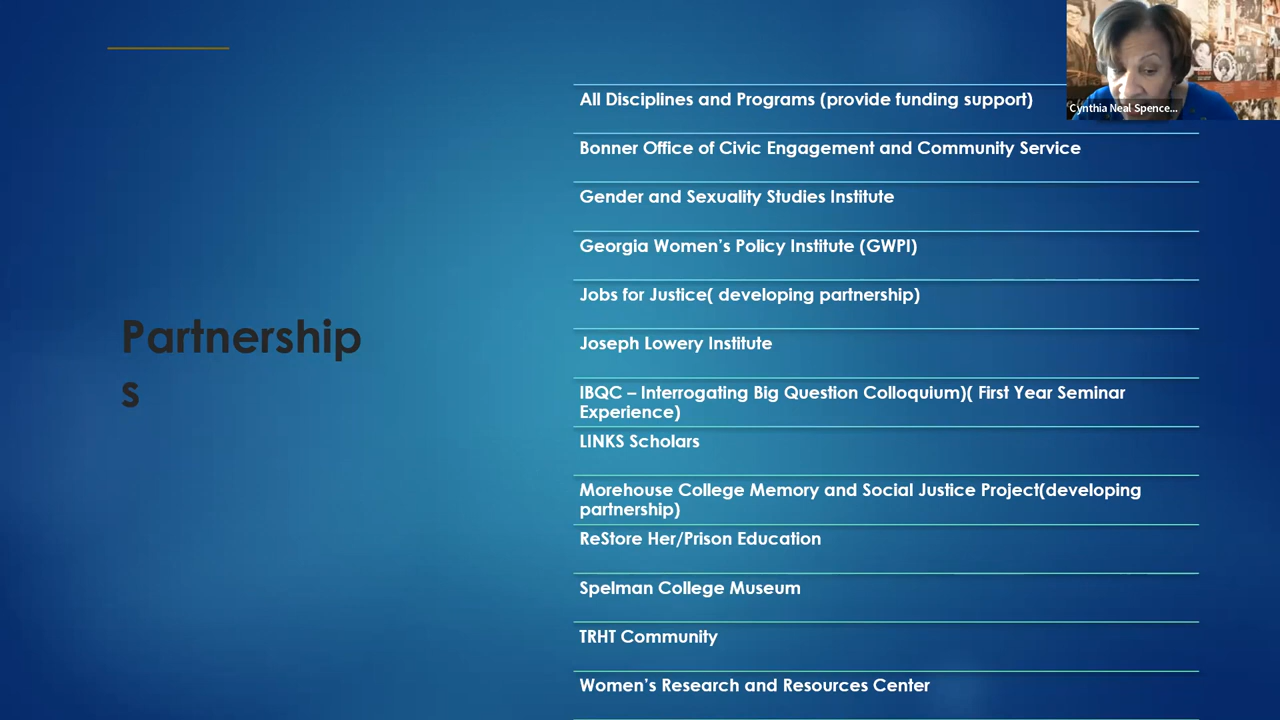 Partnership
s
All Disciplines and Programs (provide funding support)
Bonner Office of Civic Engagement and Community Service
Gender and Sexuality Studies Institute
Georgia Women’s Policy Institute (GWPI)
Jobs for Justice( developing partnership)
Joseph Lowery Institute
IBQC – Interrogating Big Question Colloquium)( First Year Seminar
Experience)
LINKS Scholars
Morehouse College Memory and Social Justice Project(developing
partnership)
ReStore Her/Prison Education
Spelman College Museum
TRHT Community
Women’s Research and Resources Center
Cynthia Neal Spence...